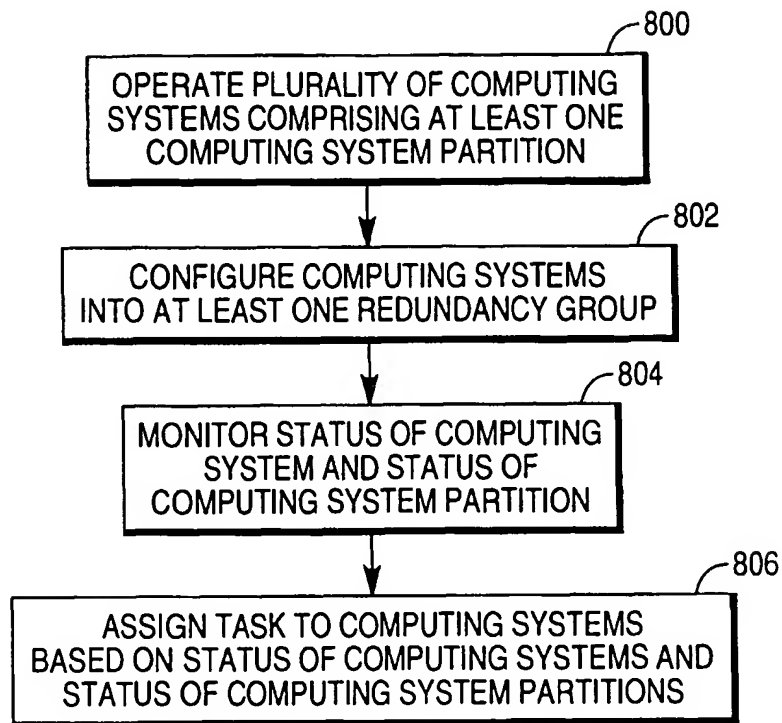 800
OPERATE PLURALITY OF COMPUTING
SYSTEMS COMPRISING AT LEAST ONE
COMPUTING SYSTEM PARTITION
802
CONFIGURE COMPUTING SYSTEMS
INTO AT LEAST ONE REDUNDANCY GROUP
804
MONITOR STATUS OF COMPUTING
SYSTEM AND STATUS OF
COMPUTING SYSTEM PARTITION
806
ASSIGN TASK TO COMPUTING SYSTEMS
BASED ON STATUS OF COMPUTING SYSTEMS AND
STATUS OF COMPUTING SYSTEM PARTITIONS